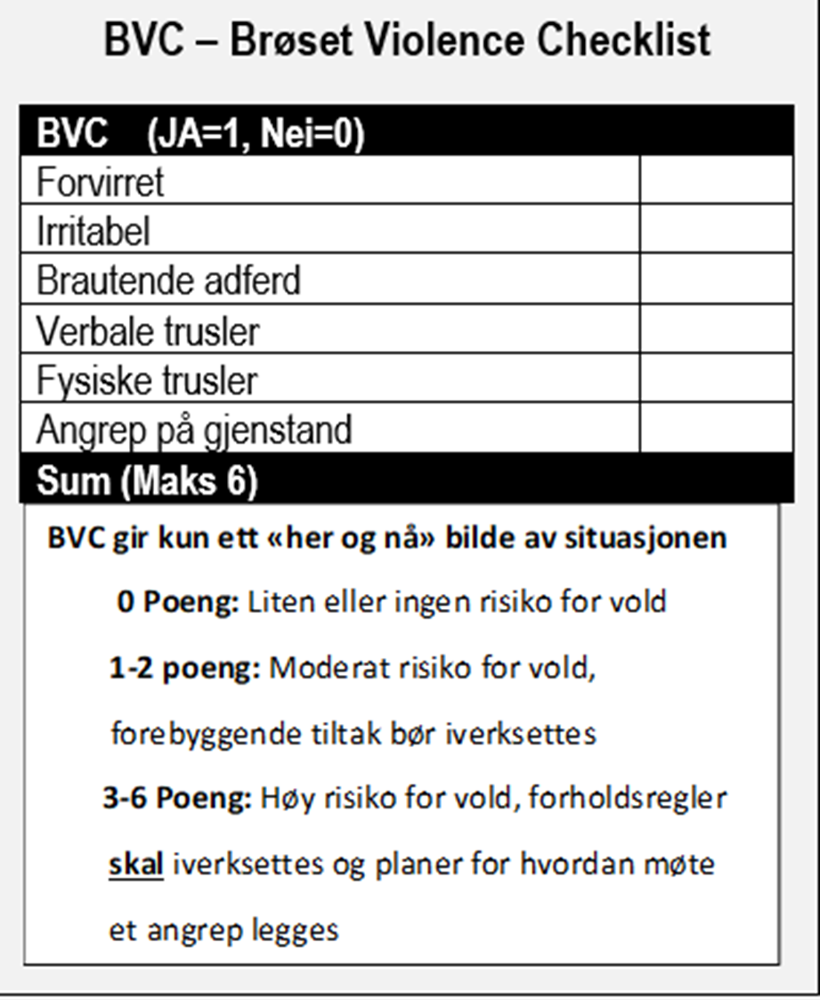 BVC – Brøset Violence Checklist
BVC (JA=1, Nei=0)
Forvirret
Irritabel
Brautende adferd
Verbale trusler
Fysiske trusler
Angrep på gjenstand
Sum (Maks 6)
BVC gir kun ett «her og nå» bilde av situasjonen
0 Poeng: Liten eller ingen risiko for vold
1-2 poeng: Moderat risiko for vold,
forebyggende tiltak bør iverksettes
3-6 Poeng: Høy risiko for vold, forholdsregler
skal iverksettes og planer for hvordan møte
et angrep legges